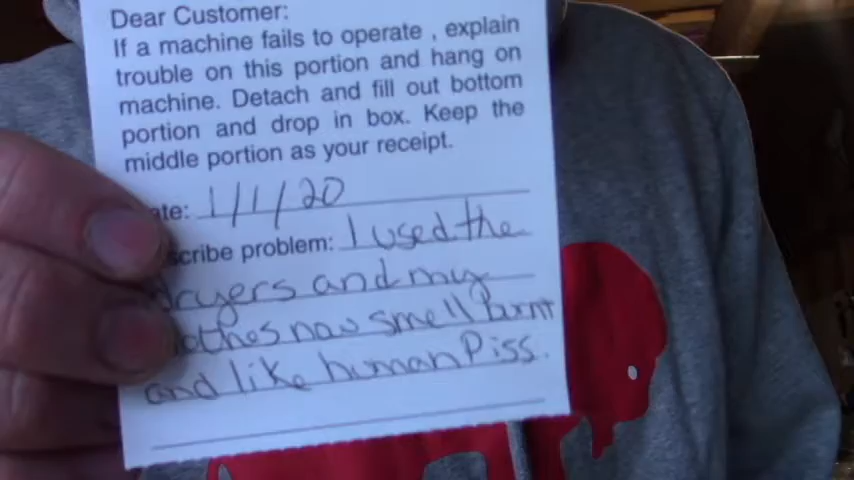 Dear Customer:
If a machine fails to operate , explain
trouble on this portion and hang on
machine. Detach and fill out bottom
portion and drop in box. Keep the
middle portion as your receipt.
ate: 1/1/20
scribe problem: I used the
dryers and my
lothes now smell burnt
and like human Piss.